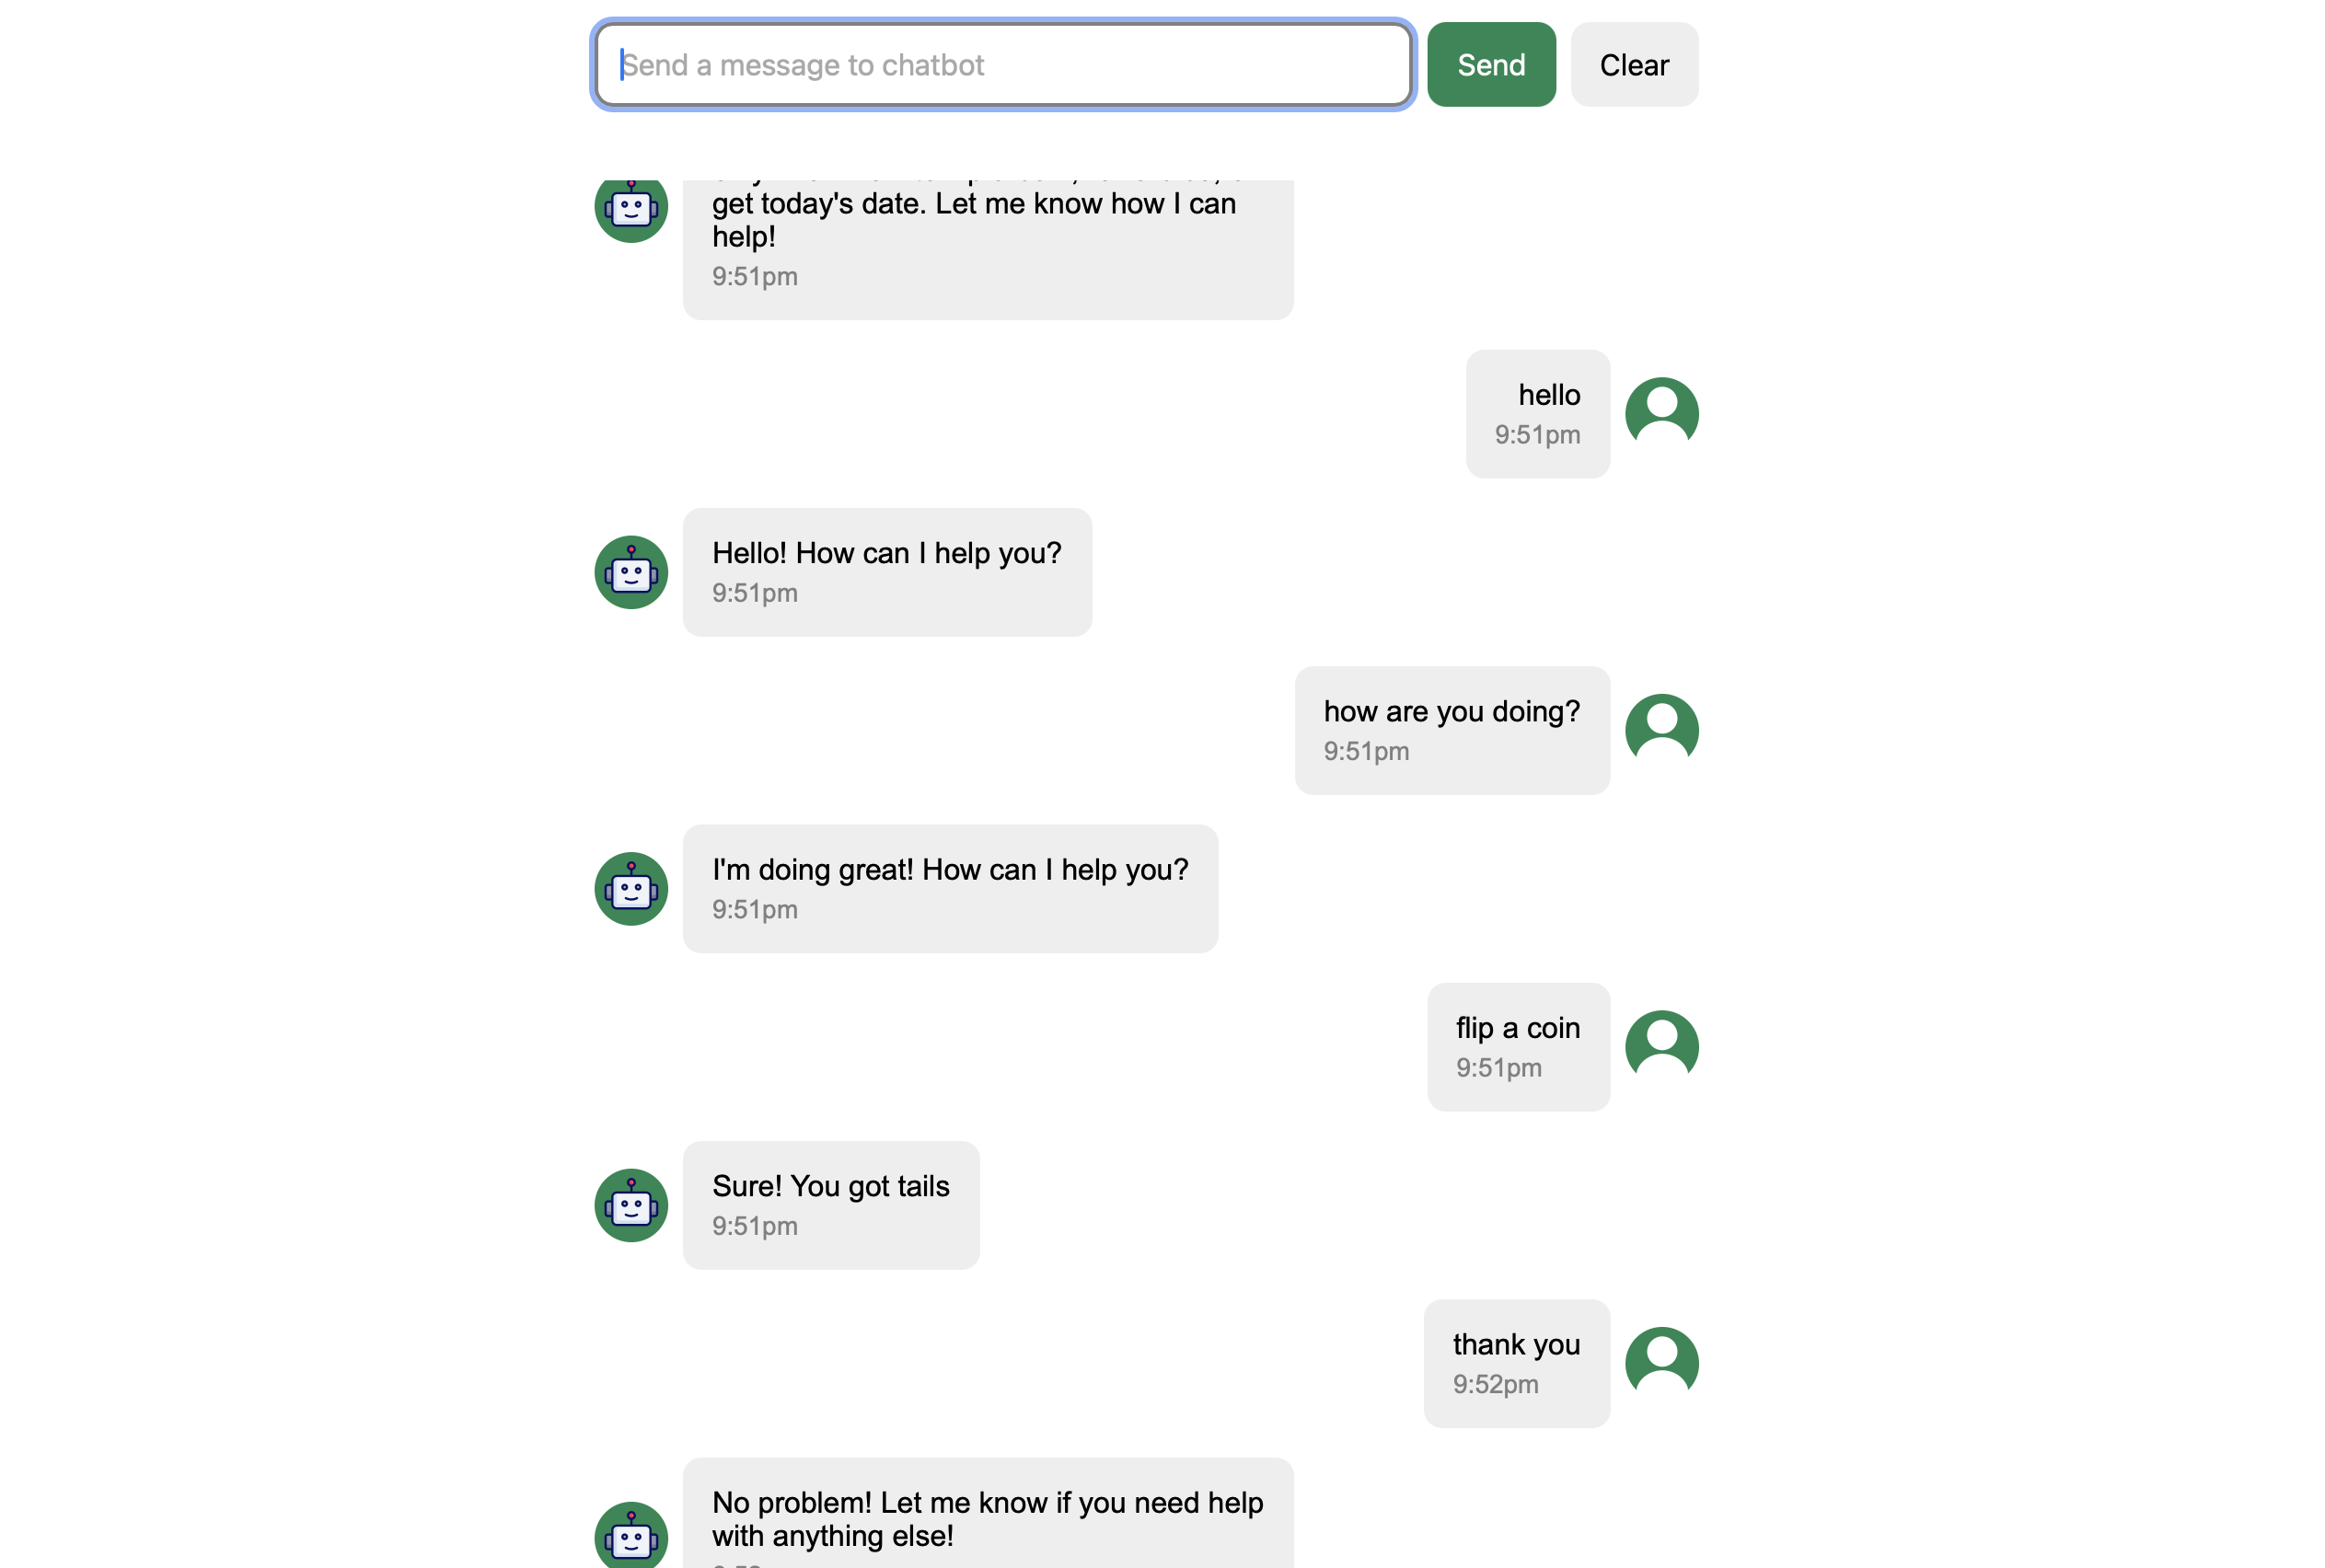 Send a message to chatbot
Send
Clear
get today's date. Let me know how I can
help!
9:51pm
hello
9:51pm
Hello! How can I help you?
9:51pm
how are you doing?
9:51pm
I'm doing great! How can I help you?
9:51pm
flip a coin
9:51pm
Sure! You got tails
9:51pm
thank you
9:52pm
No problem! Let me know if you need help
with anything else!